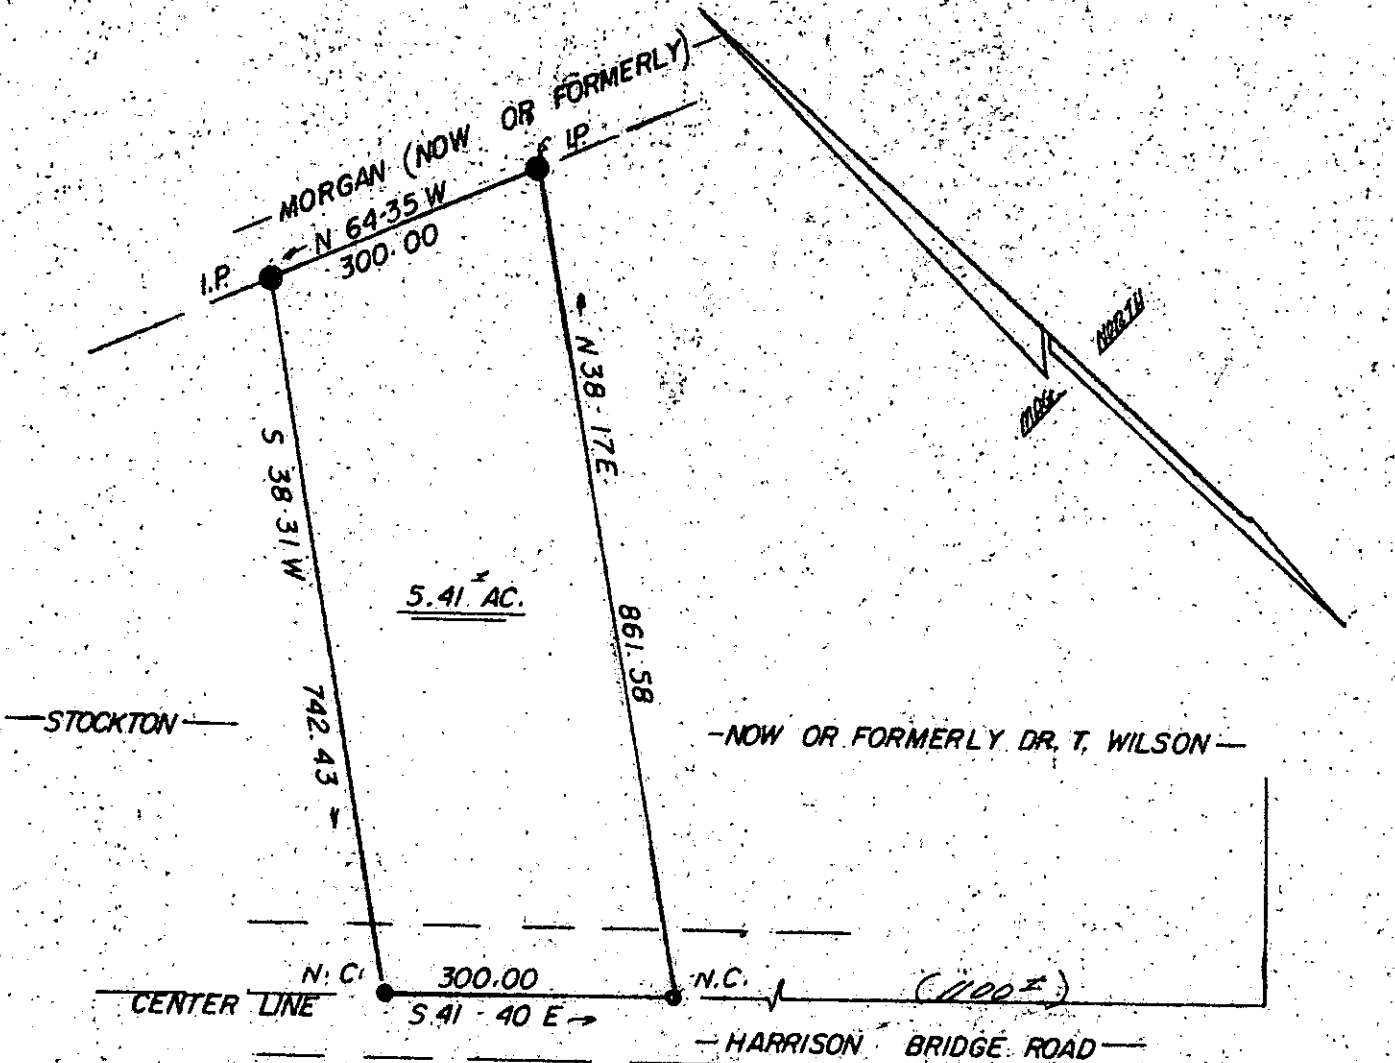 MORGAN (NOW OR FORMERLY)
I.P.
I.P.
N 64-35 W
300.00
NORTH
MAG.
N 38-17 E
861.58
S 38-31 W
742.43
5.41 ± AC.
STOCKTON
NOW OR FORMERLY DR. T. WILSON
N.C.
300.00
N.C.
(1100 ±)
CENTER LINE
S 41-40 E
HARRISON BRIDGE ROAD